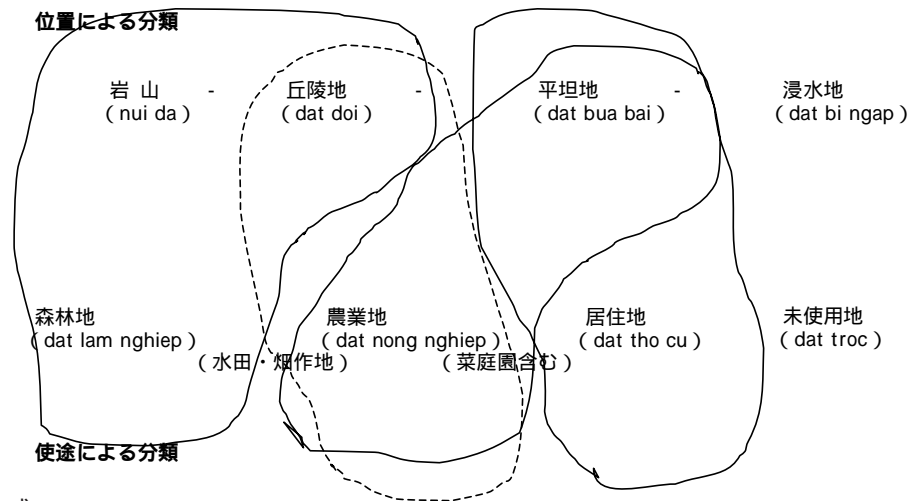 位置による分類
岩 山 - 丘陵地 - 平坦地 - 浸水地
（nui da） （dat doi） （dat bua bai） （dat bi ngap）
森林地 農業地 居住地 未使用地
（dat lam nghiep） （dat nong nghiep） （dat tho cu） （dat troc）
（水田・畑作地） （菜庭園含む）
使途による分類